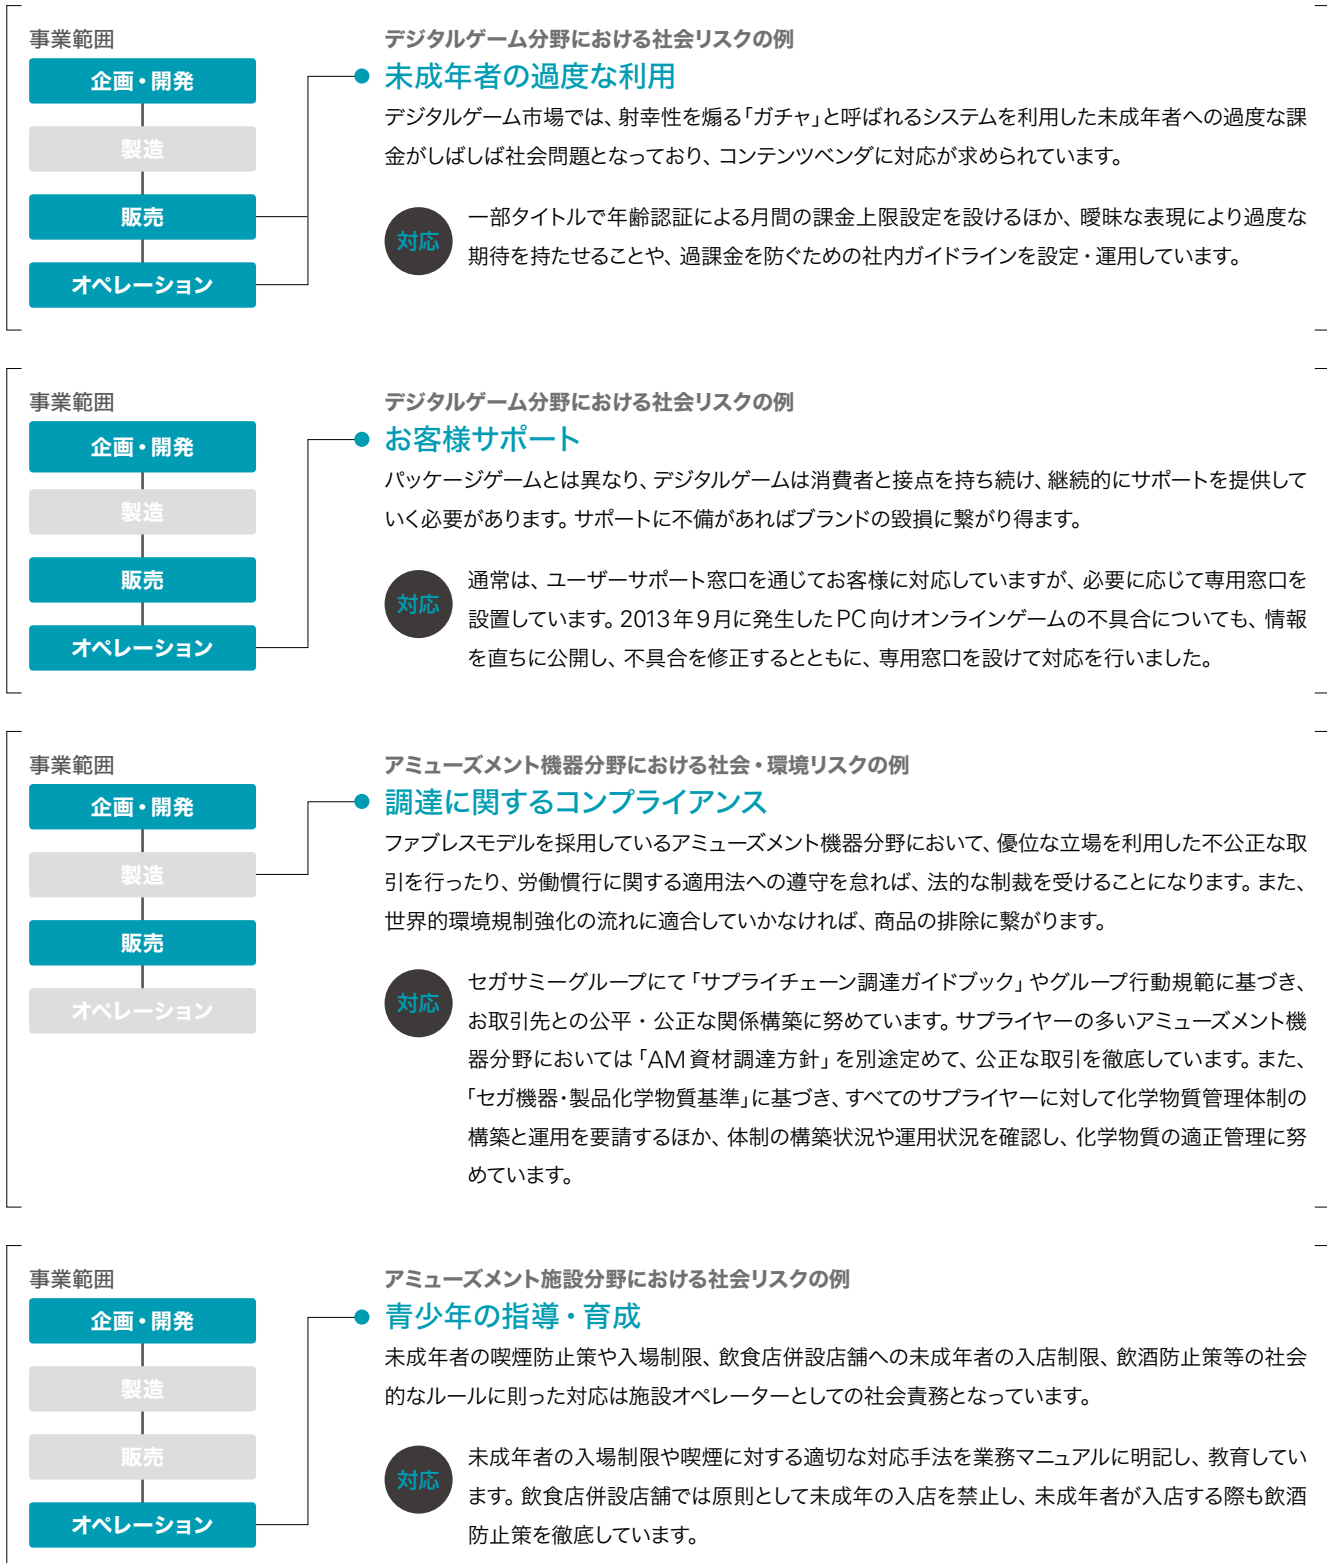 事業範囲
企画・開発
製造
販売
オペレーション
デジタルゲーム分野における社会リスクの例
未成年者の過度な利用
デジタルゲーム市場では、射幸性を煽る「ガチャ」と呼ばれるシステムを利用した未成年者への過度な課
金がしばしば社会問題となっており、コンテンツベンダに対応が求められています。
対応
一部タイトルで年齢認証による月間の課金上限設定を設けるほか、曖昧な表現により過度な
期待を持たせることや、過課金を防ぐための社内ガイドラインを設定・運用しています。
事業範囲
企画・開発
製造
販売
オペレーション
デジタルゲーム分野における社会リスクの例
お客様サポート
パッケージゲームとは異なり、デジタルゲームは消費者と接点を持ち続け、継続的にサポートを提供して
いく必要があります。サポートに不備があればブランドの毀損に繋がり得ます。
対応
通常は、ユーザーサポート窓口を通じてお客様に対応していますが、必要に応じて専用窓口を
設置しています。2013年9月に発生したPC向けオンラインゲームの不具合についても、情報
を直ちに公開し、不具合を修正するとともに、専用窓口を設けて対応を行いました。
事業範囲
企画・開発
製造
販売
オペレーション
アミューズメント機器分野における社会・環境リスクの例
調達に関するコンプライアンス
ファブレスモデルを採用しているアミューズメント機器分野において、優位な立場を利用した不公正な取
引を行ったり、労働慣行に関する適用法への遵守を怠れば、法的な制裁を受けることになります。また、
世界的環境規制強化の流れに適合していかなければ、商品の排除に繋がります。
対応
セガサミーグループにて「サプライチェーン調達ガイドブック」やグループ行動規範に基づき、
お取引先との公平・公正な関係構築に努めています。サプライヤーの多いアミューズメント機
器分野においては「AM資材調達方針」を別途定めて、公正な取引を徹底しています。また、
「セガ機器・製品化学物質基準」に基づき、すべてのサプライヤーに対して化学物質管理体制の
構築と運用を要請するほか、体制の構築状況や運用状況を確認し、化学物質の適正管理に努
めています。
事業範囲
企画・開発
製造
販売
オペレーション
アミューズメント施設分野における社会リスクの例
青少年の指導・育成
未成年者の喫煙防止策や入場制限、飲食店併設店舗への未成年者の入店制限、飲酒防止策等の社会
的なルールに則った対応は施設オペレーターとしての社会責務となっています。
対応
未成年者の入場制限や喫煙に対する適切な対応手法を業務マニュアルに明記し、教育してい
ます。飲食店併設店舗では原則として未成年の入店を禁止し、未成年者が入店する際も飲酒
防止策を徹底しています。